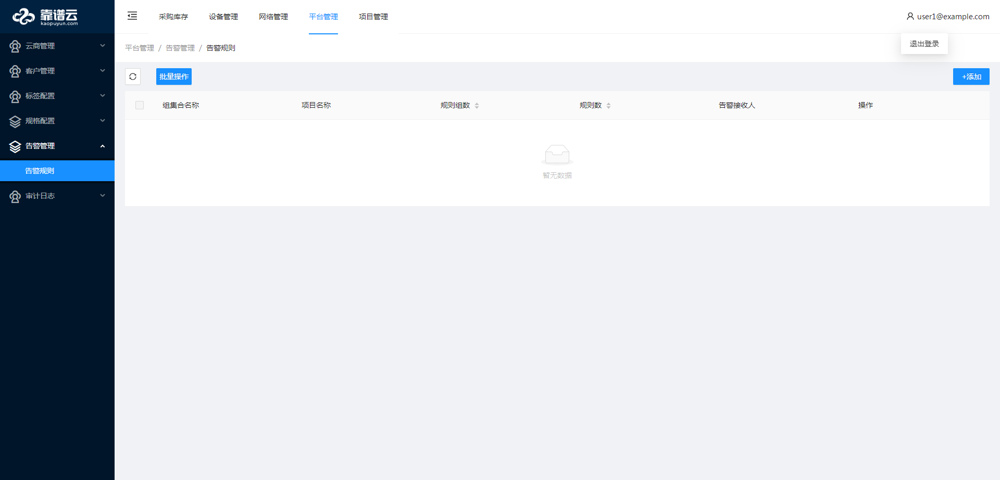 靠谱云
kaopuyun.com
采购库存
设备管理
网络管理
平台管理
项目管理
user1@example.com
退出登录
云商管理
客户管理
标签配置
规格配置
告警管理
告警规则
审计日志
平台管理 / 告警管理 / 告警规则
批量操作
+添加
组集合名称
项目名称
规则组数
规则数
告警接收人
操作
暂无数据